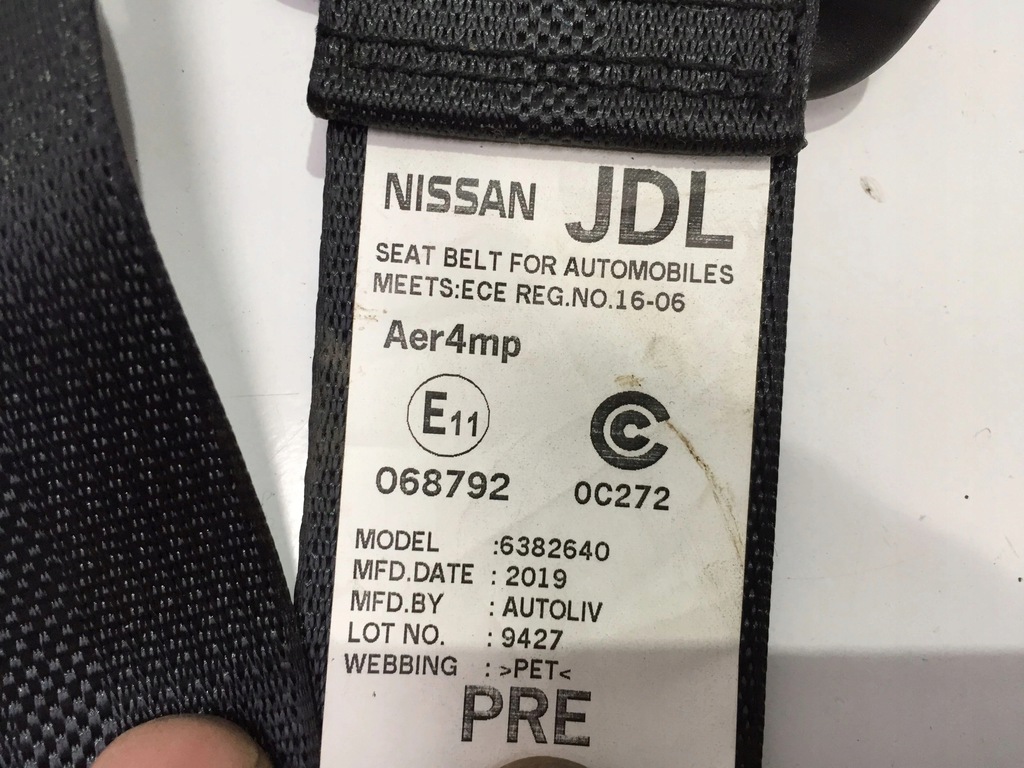 NISSAN JDL
SEAT BELT FOR AUTOMOBILES
MEETS:ECE REG.NO.16-06
Aer4mp
E11 C
068792 0C272
MODEL :6382640
MFD.DATE : 2019
MFD.BY : AUTOLIV
LOT NO. : 9427
WEBBING : >PET<
PRE